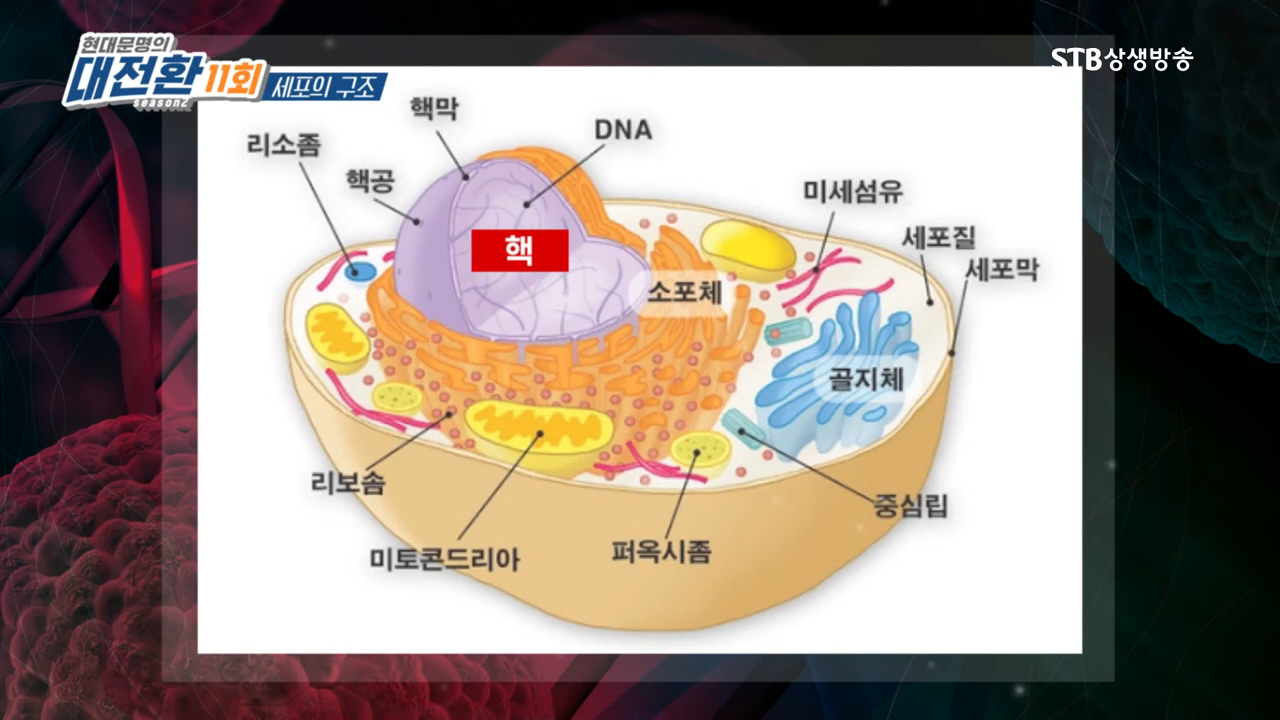 현대문명의
대전환 11회 세포의 구조
season2
STB상생방송
핵막
DNA
리소좀
핵공
미세섬유
핵
세포질
세포막
소포체
골지체
리보솜
중심립
미토콘드리아
퍼옥시좀